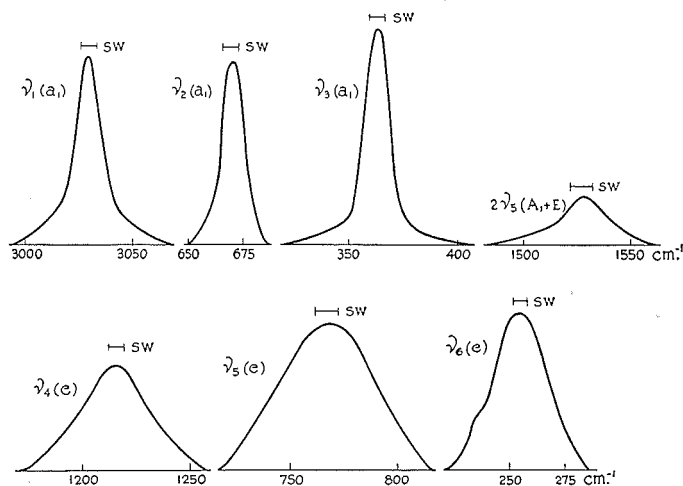 SW SW SW
ν₁(a₁) ν₂(a₁) ν₃(a₁)
SW
2ν₅(A₁+E)
3000 3050 650 675 350 400 1500 1550 cm.⁻¹
SW SW SW
ν₄(e) ν₅(e) ν₆(e)
1200 1250 750 800 250 275 cm.⁻¹